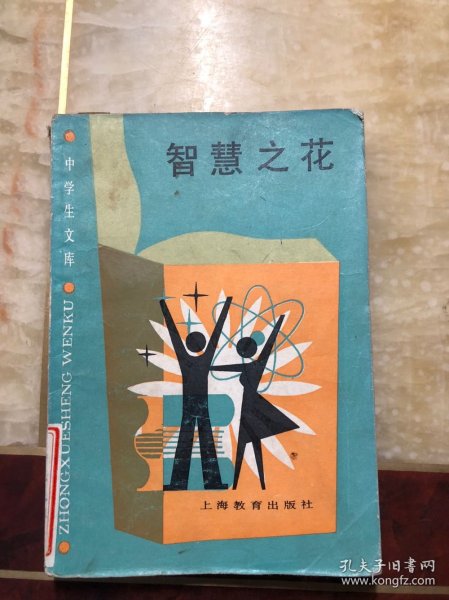 智慧之花
中学生文库
ZHONGXUESHENG WENKU
上海教育出版社
孔夫子旧书网
www.kongfz.com